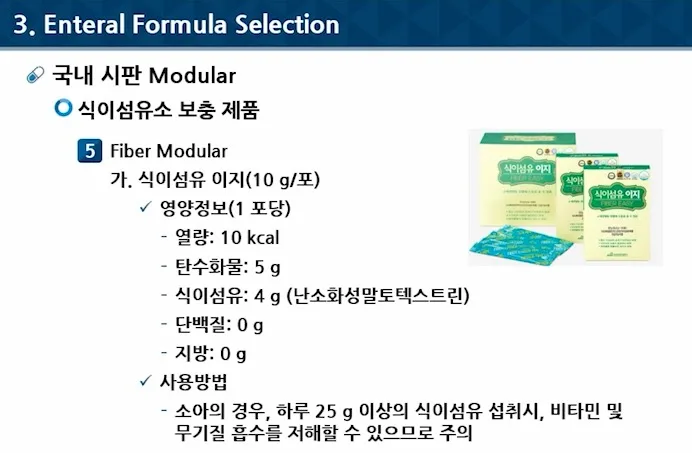 3. Enteral Formula Selection
국내 시판 Modular
식이섬유소 보충 제품
5 Fiber Modular
가. 식이섬유 이지(10 g/포)
✓ 영양정보(1 포당)
- 열량: 10 kcal
- 탄수화물: 5 g
- 식이섬유: 4 g (난소화성말토텍스트린)
- 단백질: 0 g
- 지방: 0 g
✓ 사용방법
- 소아의 경우, 하루 25 g 이상의 식이섬유 섭취시, 비타민 및
무기질 흡수를 저해할 수 있으므로 주의
식이섬유 이지
FIBER EASY
식이섬유 이지
FIBER EASY